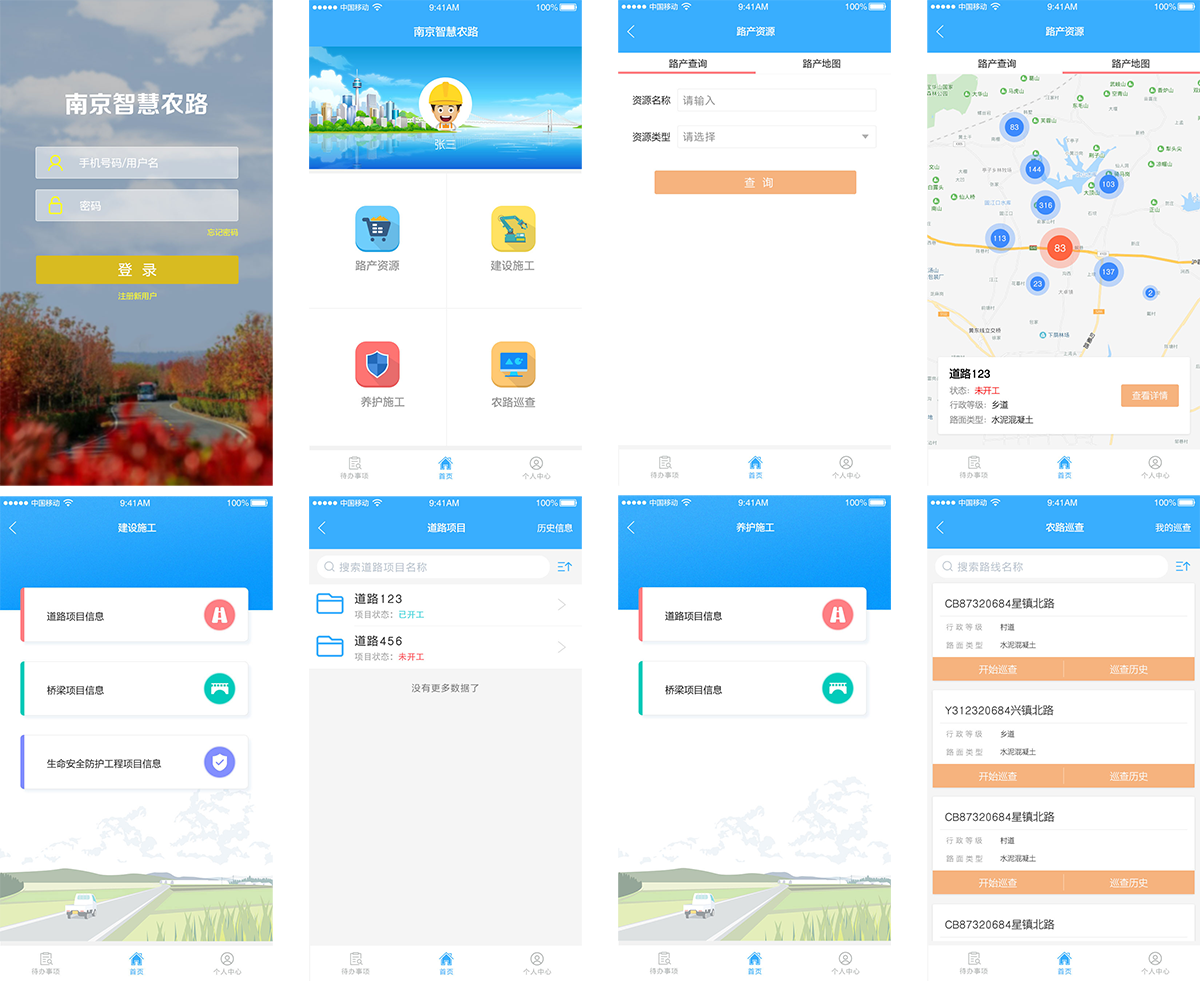 南京智慧农路
手机号码/用户名
密码
忘记密码
登 录
注册新用户
中国移动 9:41AM 100%
南京智慧农路
张三
路产资源
建设施工
养护施工
农路巡查
待办事项
首页
个人中心
中国移动 9:41AM 100%
路产资源
路产查询
路产地图
资源名称 请输入
资源类型 请选择
查 询
待办事项
首页
个人中心
中国移动 9:41AM 100%
路产资源
路产查询
路产地图
大华山
马虎山
芙蓉山
83
144
103
316
113
83
137
23
2
黄东线立交桥
下蜀林场
道路123
状态: 未开工
行政等级: 乡道
路面类型: 水泥混凝土
查看详情
待办事项
首页
个人中心
中国移动 9:41AM 100%
建设施工
道路项目信息
桥梁项目信息
生命安全防护工程项目信息
待办事项
首页
个人中心
中国移动 9:41AM 100%
道路项目
历史信息
搜索道路项目名称
道路123
项目状态: 已开工
道路456
项目状态: 未开工
没有更多数据了
待办事项
首页
个人中心
中国移动 9:41AM 100%
养护施工
道路项目信息
桥梁项目信息
待办事项
首页
个人中心
中国移动 9:41AM 100%
农路巡查
我的巡查
搜索路线名称
CB87320684星镇北路
行政等级 村道
路面类型 水泥混凝土
开始巡查
巡查历史
Y312320684兴镇北路
行政等级 乡道
路面类型 水泥混凝土
开始巡查
巡查历史
CB87320684星镇北路
行政等级 村道
路面类型 水泥混凝土
开始巡查
巡查历史
CB87320684星镇北路
待办事项
首页
个人中心